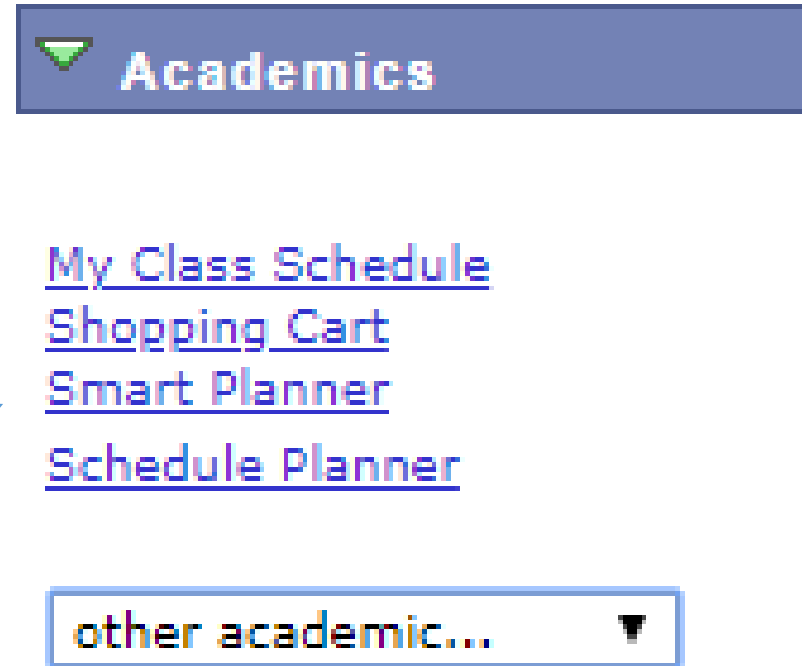 Academics
My Class Schedule
Shopping Cart
Smart Planner
Schedule Planner
other academic...